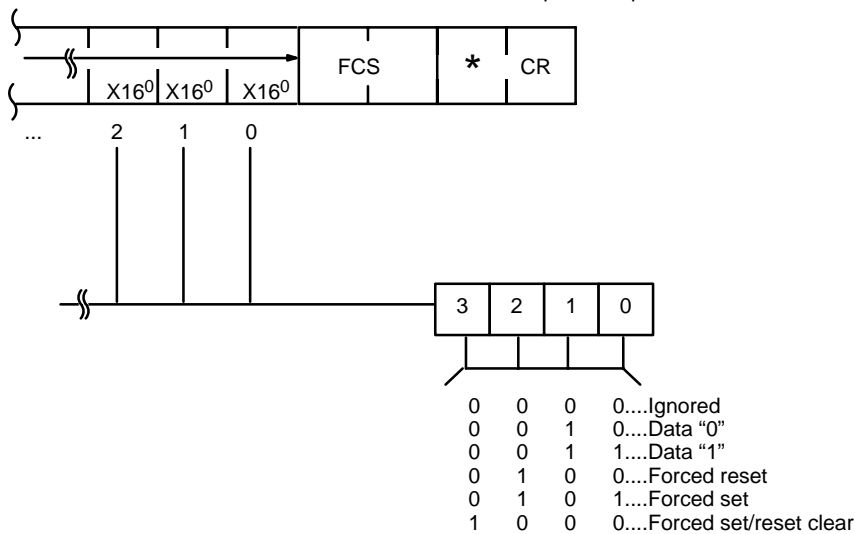 FCS * CR
X16⁰ X16⁰ X16⁰
... 2 1 0
3 2 1 0
0 0 0 0....Ignored
0 0 1 0....Data “0”
0 0 1 1....Data “1”
0 1 0 0....Forced reset
0 1 0 1....Forced set
1 0 0 0....Forced set/reset clear